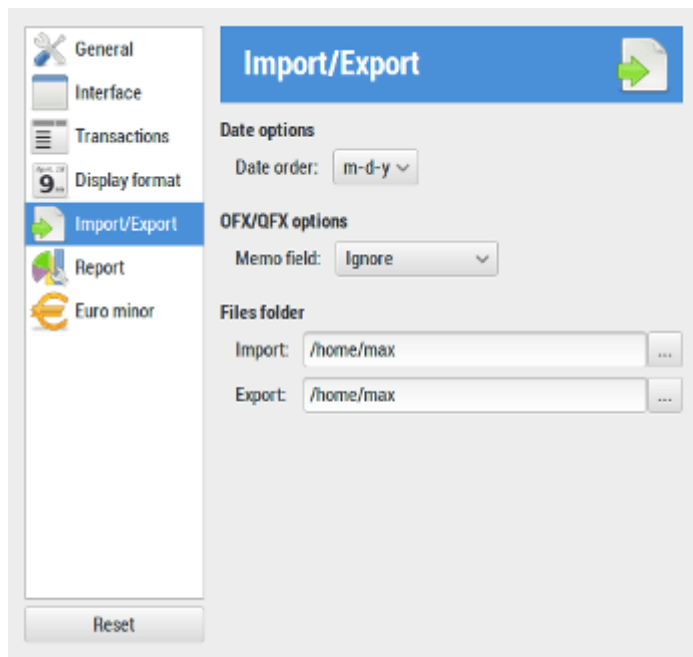 General
Interface
Transactions
Display format
Import/Export
Report
Euro minor
Reset
Import/Export
Date options
Date order: m-d-y
OFX/QFX options
Memo field: Ignore
Files folder
Import: /home/max ...
Export: /home/max ...